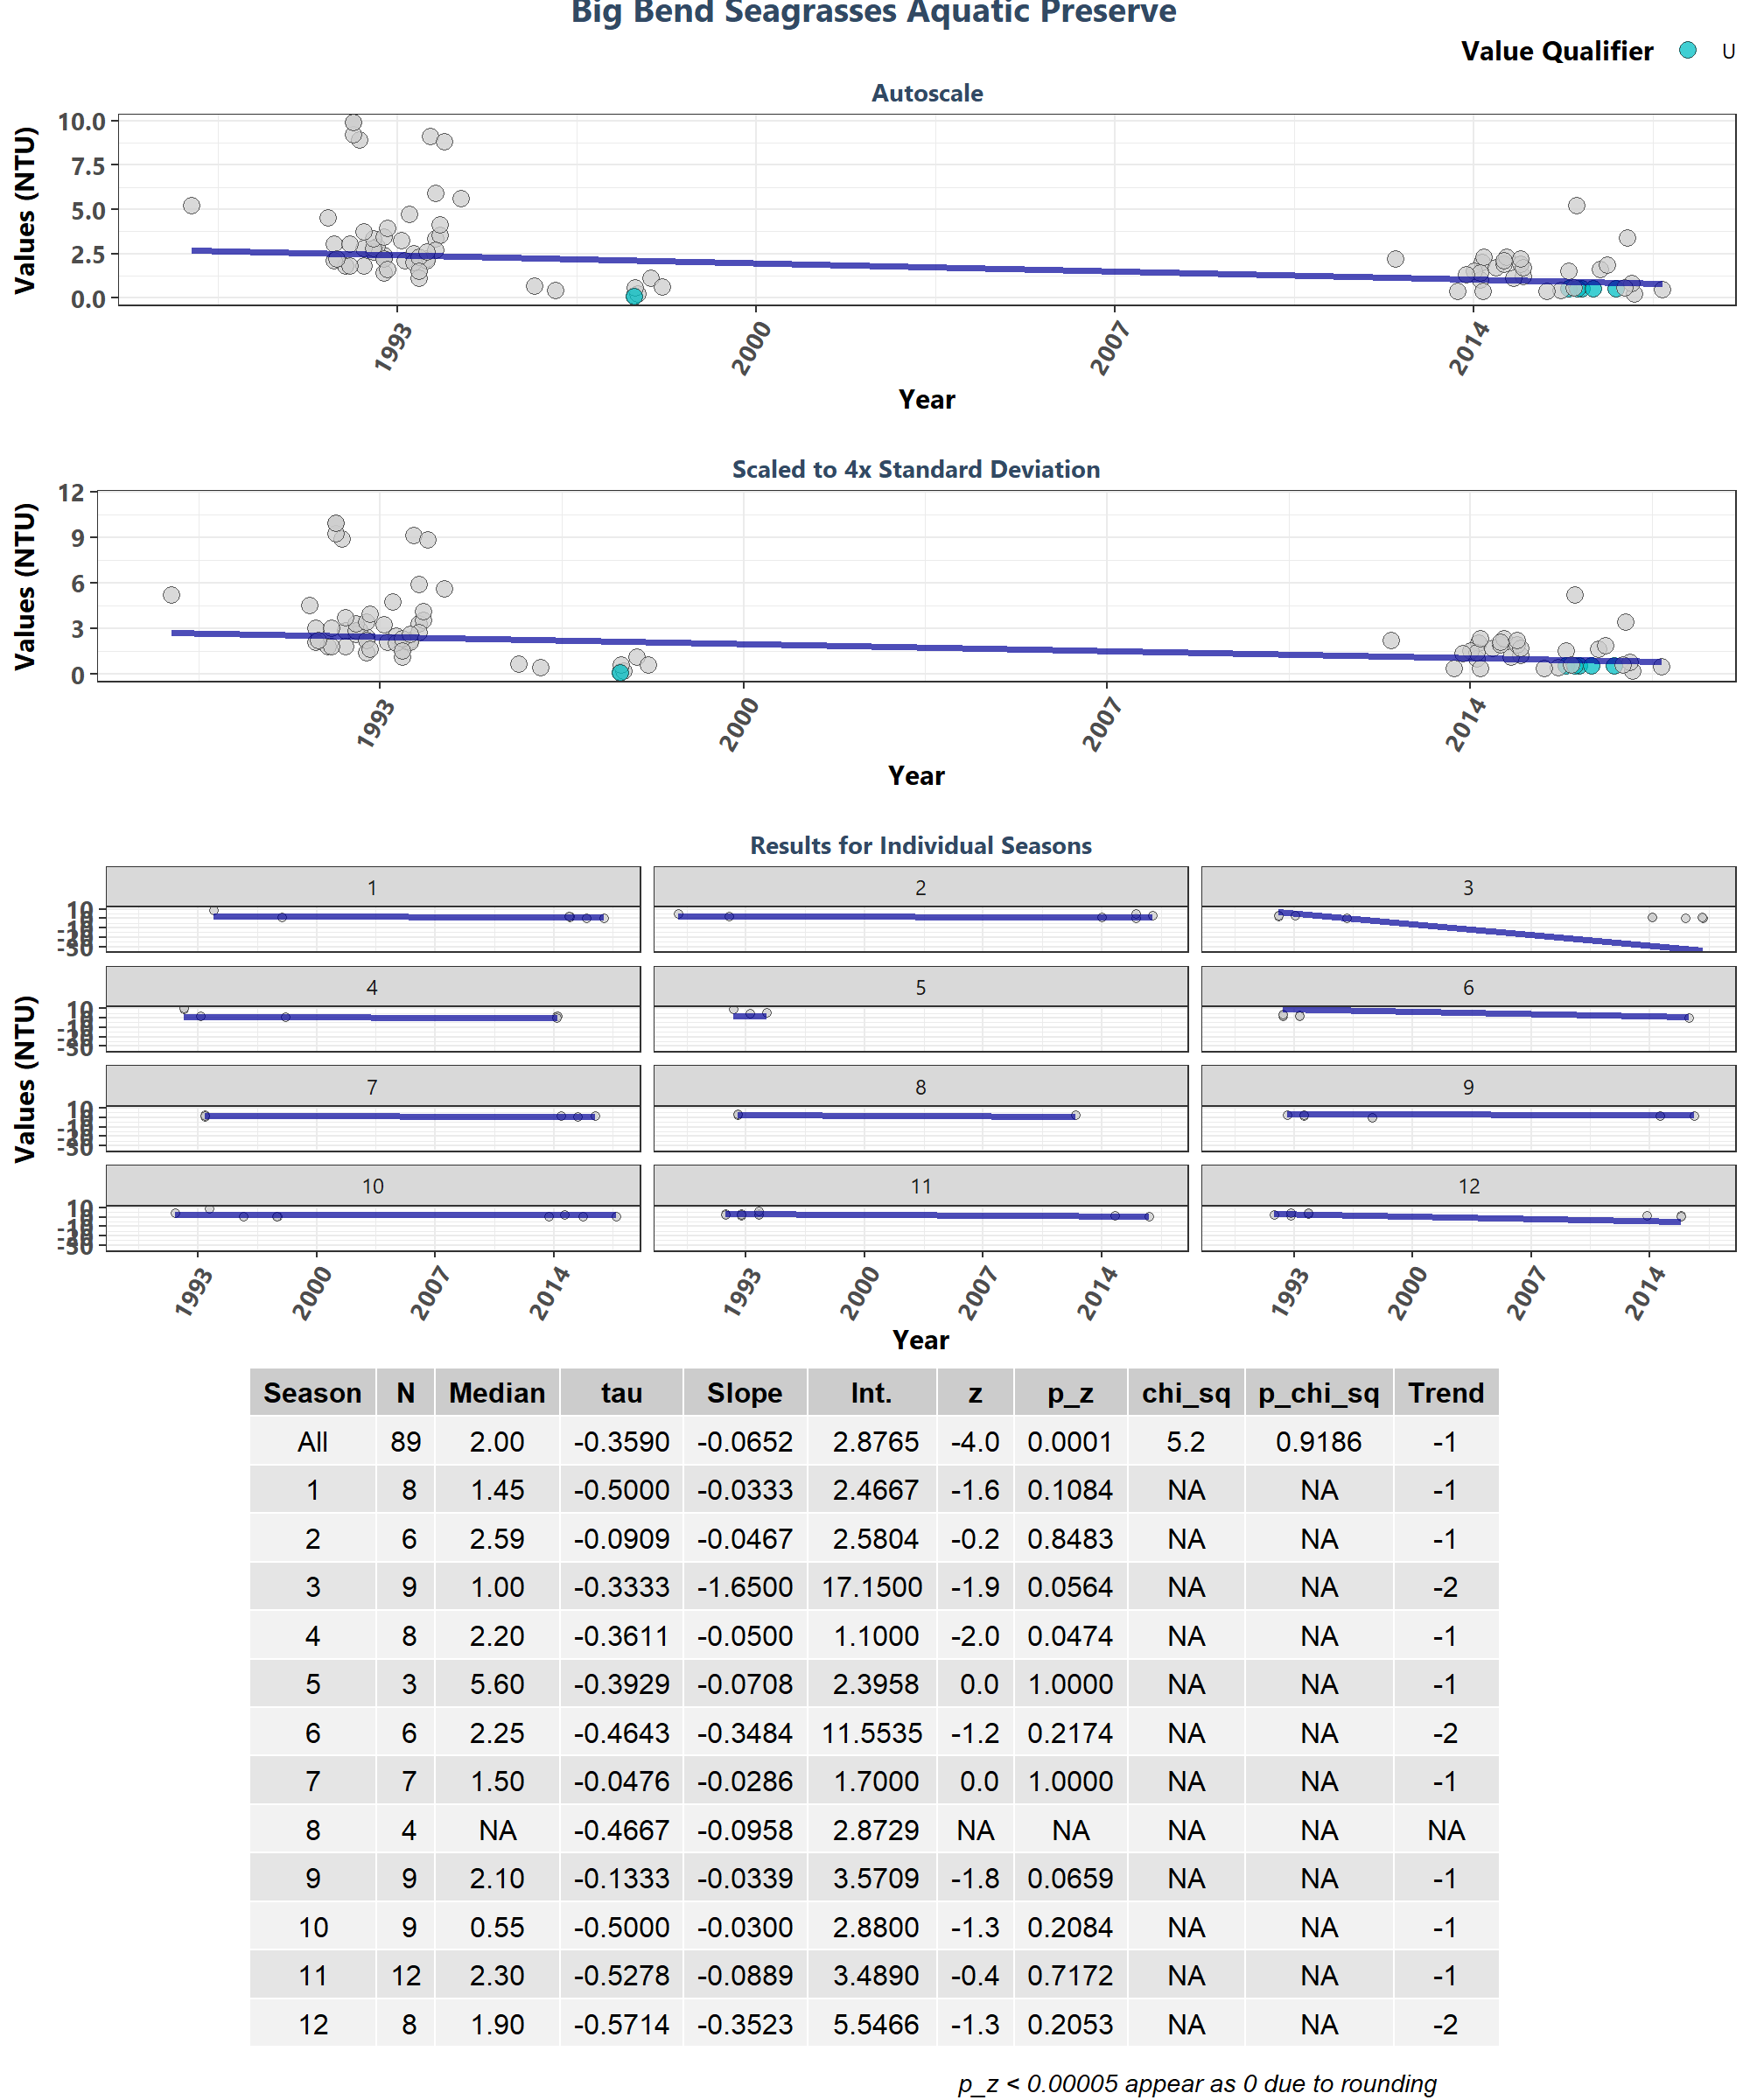 Big Bend Seagrasses Aquatic Preserve
Value Qualifier U
Autoscale
Values (NTU)
10.0
7.5
5.0
2.5
0.0
1993 2000 2007 2014
Year
Scaled to 4x Standard Deviation
Values (NTU)
12
9
6
3
0
1993 2000 2007 2014
Year
Results for Individual Seasons
Values (NTU)
1 2 3
10
-30
4 5 6
10
-30
7 8 9
10
-30
10 11 12
10
-30
1993 2000 2007 2014 1993 2000 2007 2014 1993 2000 2007 2014
Year
Season N Median tau Slope Int. z p_z chi_sq p_chi_sq Trend
All 89 2.00 -0.3590 -0.0652 2.8765 -4.0 0.0001 5.2 0.9186 -1
1 8 1.45 -0.5000 -0.0333 2.4667 -1.6 0.1084 NA NA -1
2 6 2.59 -0.0909 -0.0467 2.5804 -0.2 0.8483 NA NA -1
3 9 1.00 -0.3333 -1.6500 17.1500 -1.9 0.0564 NA NA -2
4 8 2.20 -0.3611 -0.0500 1.1000 -2.0 0.0474 NA NA -1
5 3 5.60 -0.3929 -0.0708 2.3958 0.0 1.0000 NA NA -1
6 6 2.25 -0.4643 -0.3484 11.5535 -1.2 0.2174 NA NA -2
7 7 1.50 -0.0476 -0.0286 1.7000 0.0 1.0000 NA NA -1
8 4 NA -0.4667 -0.0958 2.8729 NA NA NA NA NA
9 9 2.10 -0.1333 -0.0339 3.5709 -1.8 0.0659 NA NA -1
10 9 0.55 -0.5000 -0.0300 2.8800 -1.3 0.2084 NA NA -1
11 12 2.30 -0.5278 -0.0889 3.4890 -0.4 0.7172 NA NA -1
12 8 1.90 -0.5714 -0.3523 5.5466 -1.3 0.2053 NA NA -2
p_z < 0.00005 appear as 0 due to rounding